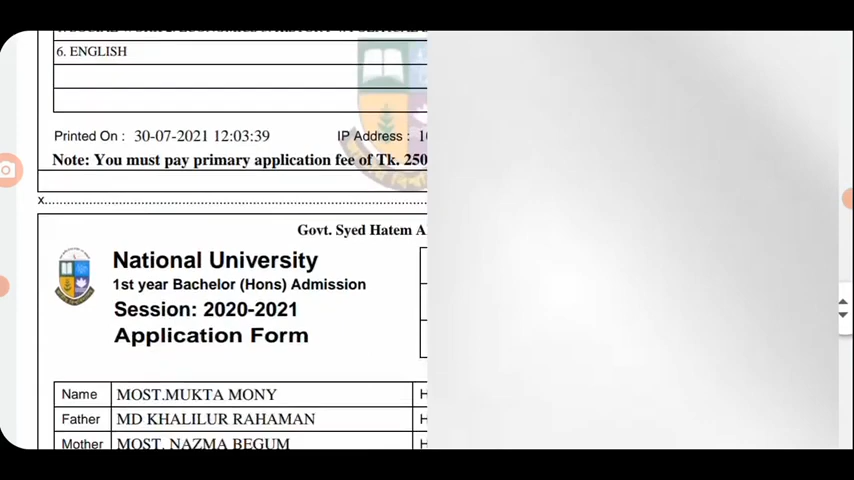 6. ENGLISH
Printed On : 30-07-2021 12:03:39 IP Address :
Note: You must pay primary application fee of Tk. 250
x
Govt. Syed Hatem A
National University
1st year Bachelor (Hons) Admission
Session: 2020-2021
Application Form
Name MOST.MUKTA MONY H
Father MD KHALILUR RAHAMAN H
Mother MOST. NAZMA BEGUM H